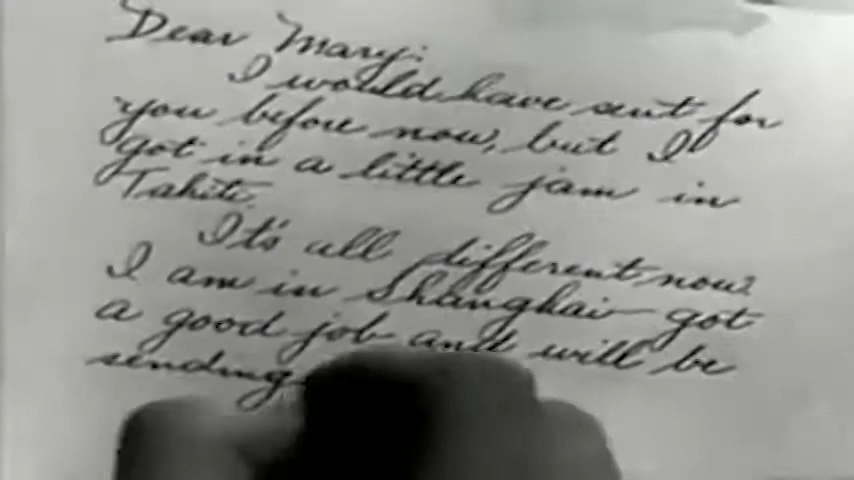 Dear Mary:
I would have sent for
you before now, but I
got in a little jam in
Tahiti.
It's all different now.
I am in Shanghai - got
a good job and will be
sending